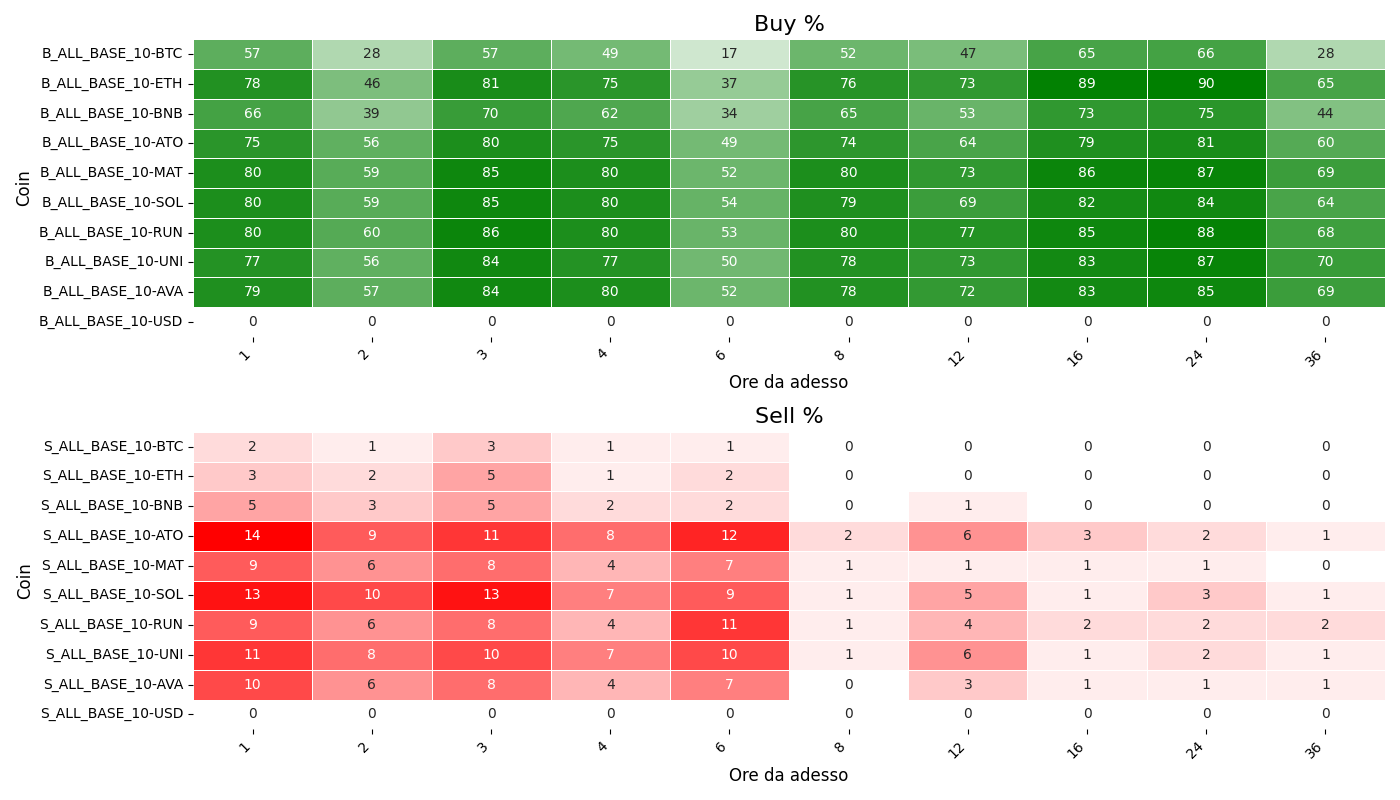 Buy %
Coin
B_ALL_BASE_10-BTC 57 28 57 49 17 52 47 65 66 28
B_ALL_BASE_10-ETH 78 46 81 75 37 76 73 89 90 65
B_ALL_BASE_10-BNB 66 39 70 62 34 65 53 73 75 44
B_ALL_BASE_10-ATO 75 56 80 75 49 74 64 79 81 60
B_ALL_BASE_10-MAT 80 59 85 80 52 80 73 86 87 69
B_ALL_BASE_10-SOL 80 59 85 80 54 79 69 82 84 64
B_ALL_BASE_10-RUN 80 60 86 80 53 80 77 85 88 68
B_ALL_BASE_10-UNI 77 56 84 77 50 78 73 83 87 70
B_ALL_BASE_10-AVA 79 57 84 80 52 78 72 83 85 69
B_ALL_BASE_10-USD 0 0 0 0 0 0 0 0 0 0
1 2 3 4 6 8 12 16 24 36
Ore da adesso
Sell %
Coin
S_ALL_BASE_10-BTC 2 1 3 1 1 0 0 0 0 0
S_ALL_BASE_10-ETH 3 2 5 1 2 0 0 0 0 0
S_ALL_BASE_10-BNB 5 3 5 2 2 0 1 0 0 0
S_ALL_BASE_10-ATO 14 9 11 8 12 2 6 3 2 1
S_ALL_BASE_10-MAT 9 6 8 4 7 1 1 1 1 0
S_ALL_BASE_10-SOL 13 10 13 7 9 1 5 1 3 1
S_ALL_BASE_10-RUN 9 6 8 4 11 1 4 2 2 2
S_ALL_BASE_10-UNI 11 8 10 7 10 1 6 1 2 1
S_ALL_BASE_10-AVA 10 6 8 4 7 0 3 1 1 1
S_ALL_BASE_10-USD 0 0 0 0 0 0 0 0 0 0
1 2 3 4 6 8 12 16 24 36
Ore da adesso